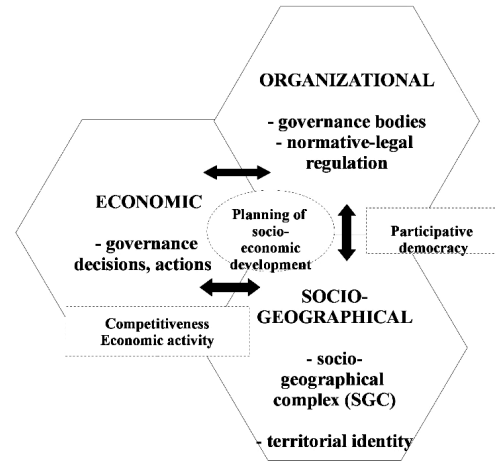 ORGANIZATIONAL
- governance bodies
- normative-legal
regulation
ECONOMIC
- governance
decisions, actions
Planning of
socio-
economic
development
Participative
democracy
Competitiveness
Economic activity
SOCIO-
GEOGRAPHICAL
- socio-
geographical
complex (SGC)
- territorial identity